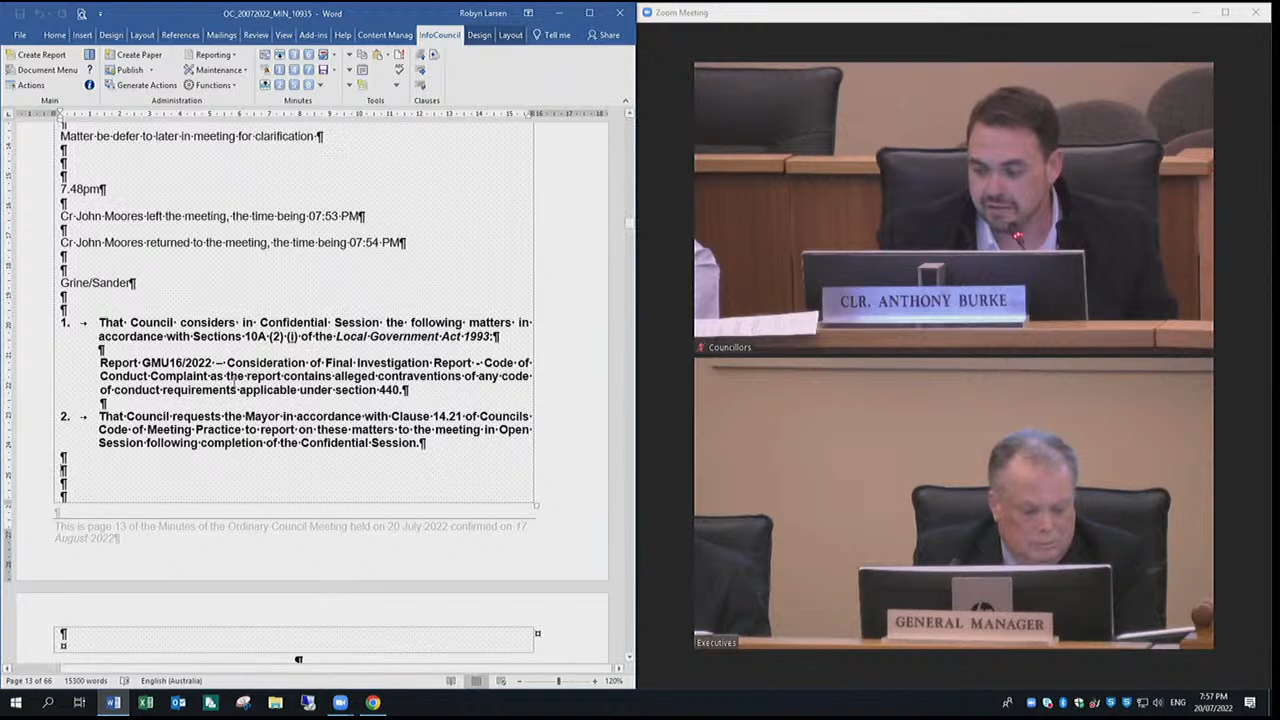 OC_20072022_MIN_10935 - Word
Robyn Larsen
Zoom Meeting
File Home Insert Design Layout References Mailings Review View Add-ins Help Content Manag InfoCouncil Design Layout Tell me Share
Create Report
Create Paper
Reporting
Document Menu
Publish
Maintenance
Actions
Generate Actions
Functions
Main
Administration
Minutes
Tools
Clauses
Matter be defer to later in meeting for clarification
7.48pm
Cr John Moores left the meeting, the time being 07:53 PM
Cr John Moores returned to the meeting, the time being 07:54 PM
Grine/Sander
1. That Council considers in Confidential Session the following matters in
accordance with Sections 10A (2) (i) of the Local Government Act 1993:
Report GMU16/2022 – Consideration of Final Investigation Report - Code of
Conduct Complaint as the report contains alleged contraventions of any code
of conduct requirements applicable under section 440.
2. That Council requests the Mayor in accordance with Clause 14.21 of Councils
Code of Meeting Practice to report on these matters to the meeting in Open
Session following completion of the Confidential Session.
This is page 13 of the Minutes of the Ordinary Council Meeting held on 20 July 2022 confirmed on 17
August 2022
CLR. ANTHONY BURKE
Councillors
GENERAL MANAGER
Executives
Page 13 of 66
15300 words
English (Australia)
120%
ENG
7:57 PM
20/07/2022